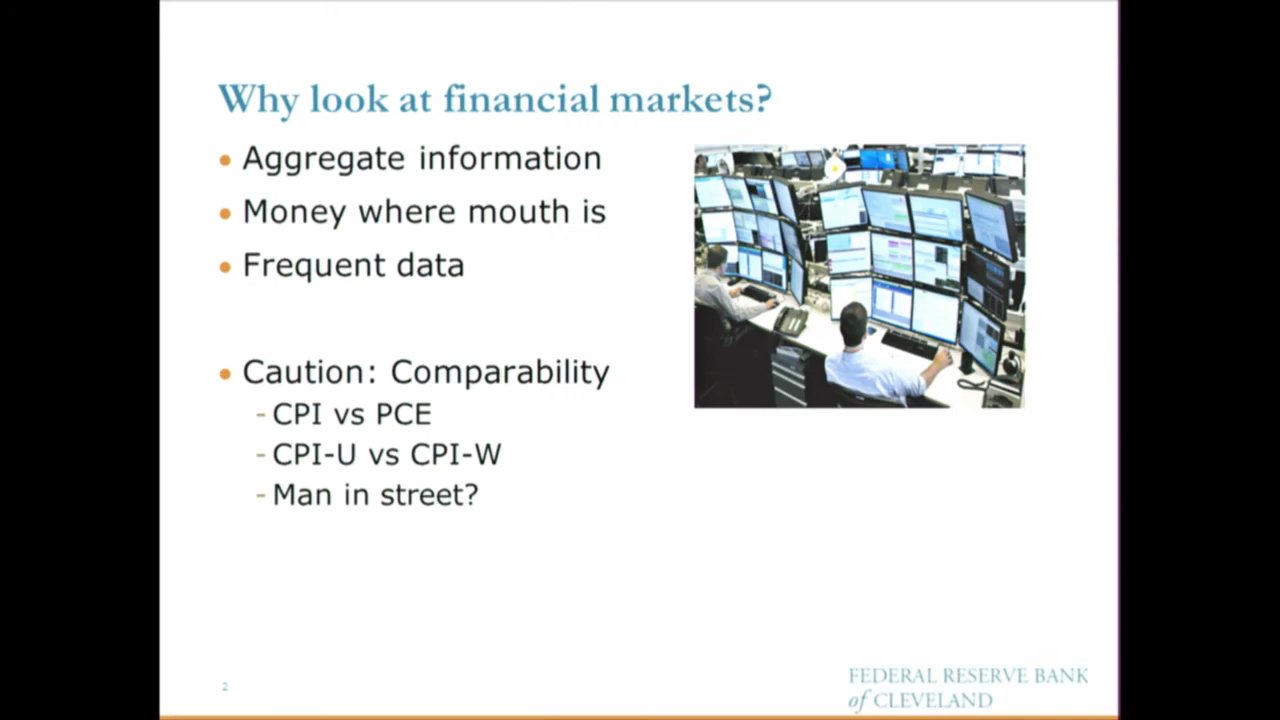 Why look at financial markets?
• Aggregate information
• Money where mouth is
• Frequent data
• Caution: Comparability
- CPI vs PCE
- CPI-U vs CPI-W
- Man in street?
2
FEDERAL RESERVE BANK
of CLEVELAND